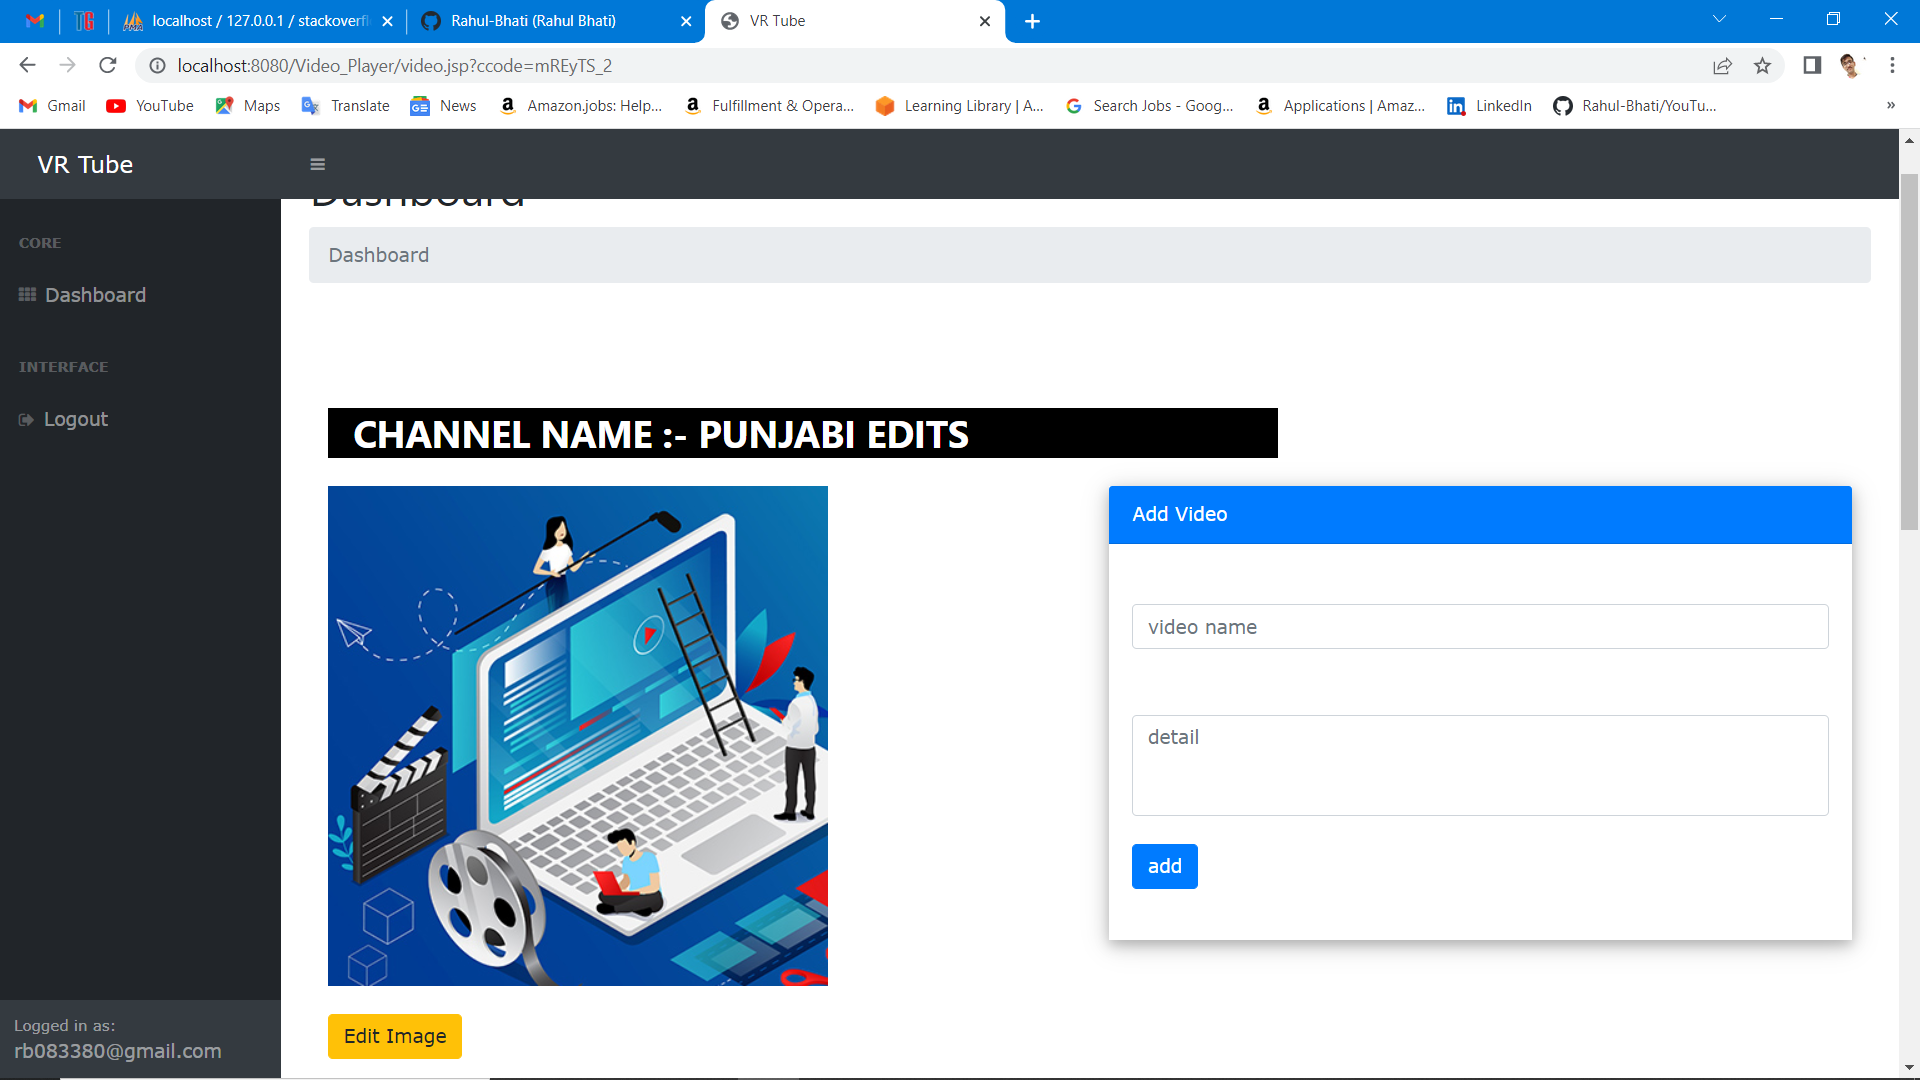 localhost / 127.0.0.1 / stackoverfl
Rahul-Bhati (Rahul Bhati)
VR Tube
localhost:8080/Video_Player/video.jsp?ccode=mREyTS_2
Gmail
YouTube
Maps
Translate
News
Amazon.jobs: Help...
Fulfillment & Opera...
Learning Library | A...
Search Jobs - Goog...
Applications | Amaz...
LinkedIn
Rahul-Bhati/YouTu...
»
VR Tube
Dashboard
CORE
Dashboard
Dashboard
INTERFACE
Logout
CHANNEL NAME :- PUNJABI EDITS
Add Video
video name
detail
add
Edit Image
Logged in as:
rb083380@gmail.com